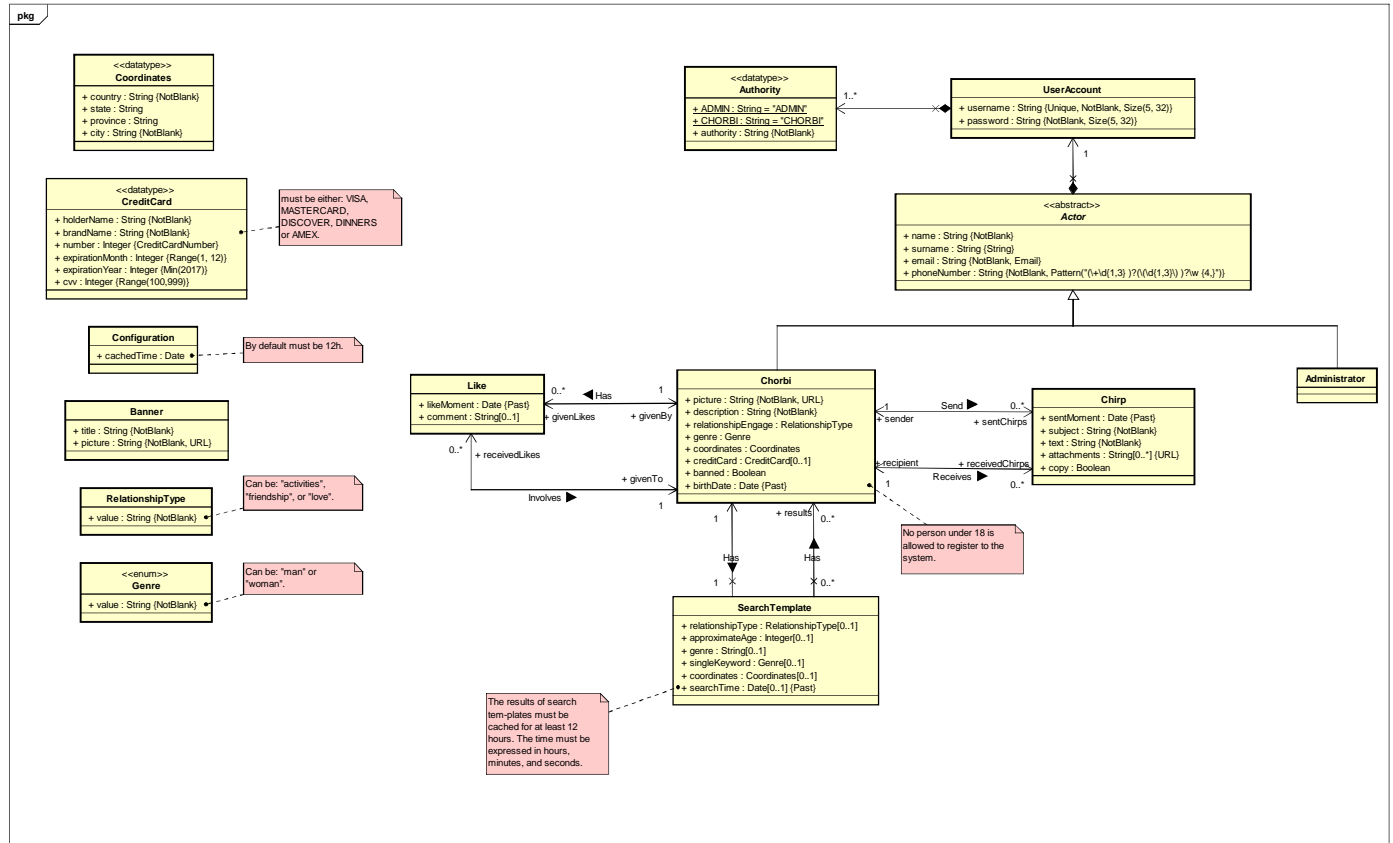 pkg
<<datatype>>
Coordinates
+ country : String {NotBlank}
+ state : String
+ province : String
+ city : String {NotBlank}
<<datatype>>
Authority
+ ADMIN : String = "ADMIN"
+ CHORBI : String = "CHORBI"
+ authority : String {NotBlank}
1..*
UserAccount
+ username : String {Unique, NotBlank, Size(5, 32)}
+ password : String {NotBlank, Size(5, 32)}
1
<<datatype>>
CreditCard
+ holderName : String {NotBlank}
+ brandName : String {NotBlank}
+ number : Integer {CreditCardNumber}
+ expirationMonth : Integer {Range(1, 12)}
+ expirationYear : Integer {Min(2017)}
+ cvv : Integer {Range(100,999)}
must be either: VISA,
MASTERCARD,
DISCOVER, DINNERS
or AMEX.
<<abstract>>
Actor
+ name : String {NotBlank}
+ surname : String {String}
+ email : String {NotBlank, Email}
+ phoneNumber : String {NotBlank, Pattern("(\+\d{1,3} )?(\(\d{1,3}\) )?\w {4,}")}
Configuration
+ cachedTime : Date
By default must be 12h.
Banner
+ title : String {NotBlank}
+ picture : String {NotBlank, URL}
RelationshipType
+ value : String {NotBlank}
Can be: "activities",
"friendship", or "love".
<<enum>>
Genre
+ value : String {NotBlank}
Can be: "man" or
"woman".
Like
+ likeMoment : Date {Past}
+ comment : String[0..1]
0..*
Has
1
+ givenLikes
+ givenBy
0..*
+ receivedLikes
+ givenTo
Involves
1
Chorbi
+ picture : String {NotBlank, URL}
+ description : String {NotBlank}
+ relationshipEngage : RelationshipType
+ genre : Genre
+ coordinates : Coordinates
+ creditCard : CreditCard[0..1]
+ banned : Boolean
+ birthDate : Date {Past}
1
Send
0..*
+ sender
+ sentChirps
+ recipient
+ receivedChirps
1
Receives
0..*
Chirp
+ sentMoment : Date {Past}
+ subject : String {NotBlank}
+ text : String {NotBlank}
+ attachments : String[0..*] {URL}
+ copy : Boolean
Administrator
No person under 18 is
allowed to register to the
system.
1
+ results
0..*
Has
Has
1
0..*
SearchTemplate
+ relationshipType : RelationshipType[0..1]
+ approximateAge : Integer[0..1]
+ genre : String[0..1]
+ singleKeyword : Genre[0..1]
+ coordinates : Coordinates[0..1]
+ searchTime : Date[0..1] {Past}
The results of search
tem-plates must be
cached for at least 12
hours. The time must be
expressed in hours,
minutes, and seconds.